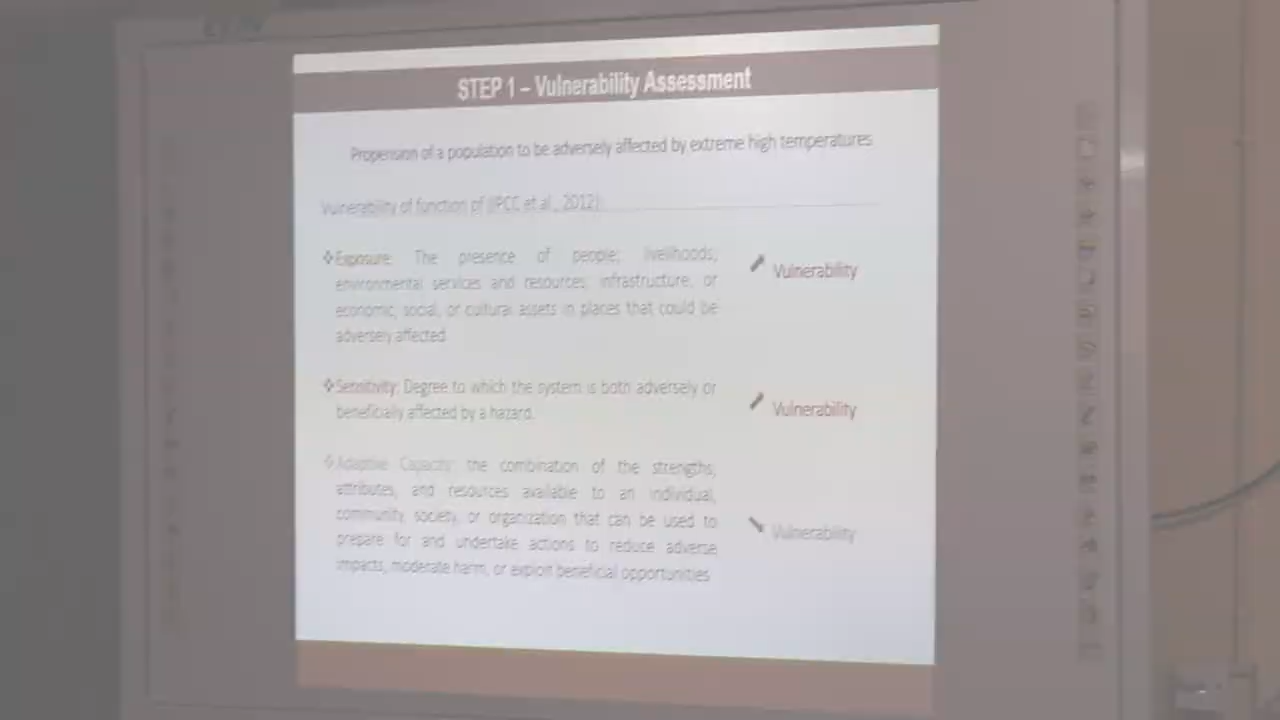 STEP 1 – Vulnerability Assessment
Propension of a population to be adversely affected by extreme high temperatures
Vulnerability of function of (IPCC et al., 2012):
❖Exposure: The presence of people; livelihoods;
environmental services and resources; infrastructure; or
economic, social, or cultural assets in places that could be
adversely affected.
Vulnerability
❖Sensitivity: Degree to which the system is both adversely or
beneficially affected by a hazard.
Vulnerability
❖Adaptive Capacity: the combination of the strengths,
attributes, and resources available to an individual,
community, society, or organization that can be used to
prepare for and undertake actions to reduce adverse
impacts, moderate harm, or exploit beneficial opportunities.
Vulnerability